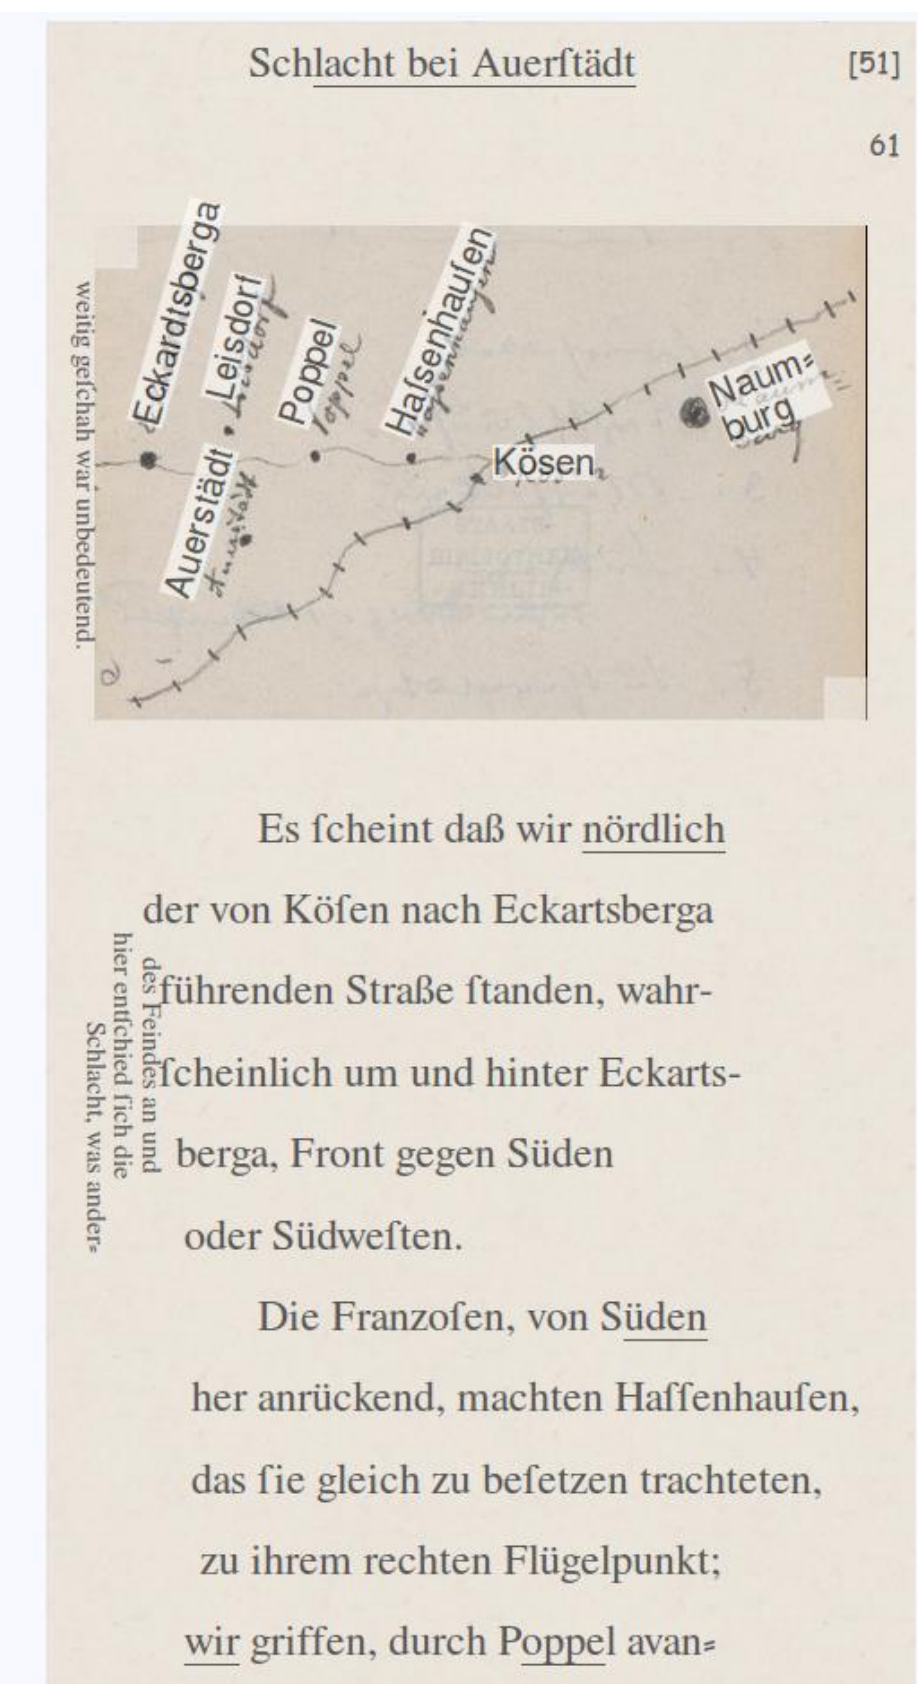 Schlacht bei Auerſtädt
[51]
61
Eckardtsberga
Leisdorf
Poppel
Haſsenhauſen
Naum⸗
burg
Kösen
Auerstädt
Es ſcheint daß wir nördlich
der von Köſen nach Eckartsberga
führenden Straße ſtanden, wahr-
ſcheinlich um und hinter Eckarts-
berga, Front gegen Süden
oder Südweſten.
Die Franzoſen, von Süden
her anrückend, machten Haſſenhauſen,
das ſie gleich zu beſetzen trachteten,
zu ihrem rechten Flügelpunkt;
wir griffen, durch Poppel avan⸗
des Feindes an und
hier entſchied ſich die
Schlacht, was ander⸗
weitig geſchah war unbedeutend.